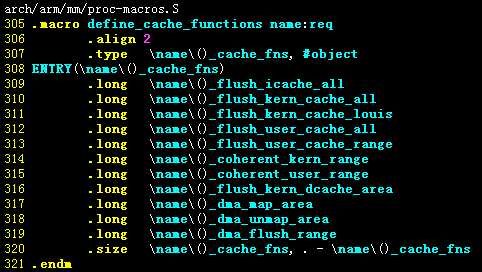 arch/arm/mm/proc-macros.S
305 .macro define_cache_functions name:req
306 .align 2
307 .type \name\()_cache_fns, #object
308 ENTRY(\name\()_cache_fns)
309 .long \name\()_flush_icache_all
310 .long \name\()_flush_kern_cache_all
311 .long \name\()_flush_kern_cache_louis
312 .long \name\()_flush_user_cache_all
313 .long \name\()_flush_user_cache_range
314 .long \name\()_coherent_kern_range
315 .long \name\()_coherent_user_range
316 .long \name\()_flush_kern_dcache_area
317 .long \name\()_dma_map_area
318 .long \name\()_dma_unmap_area
319 .long \name\()_dma_flush_range
320 .size \name\()_cache_fns, . - \name\()_cache_fns
321 .endm